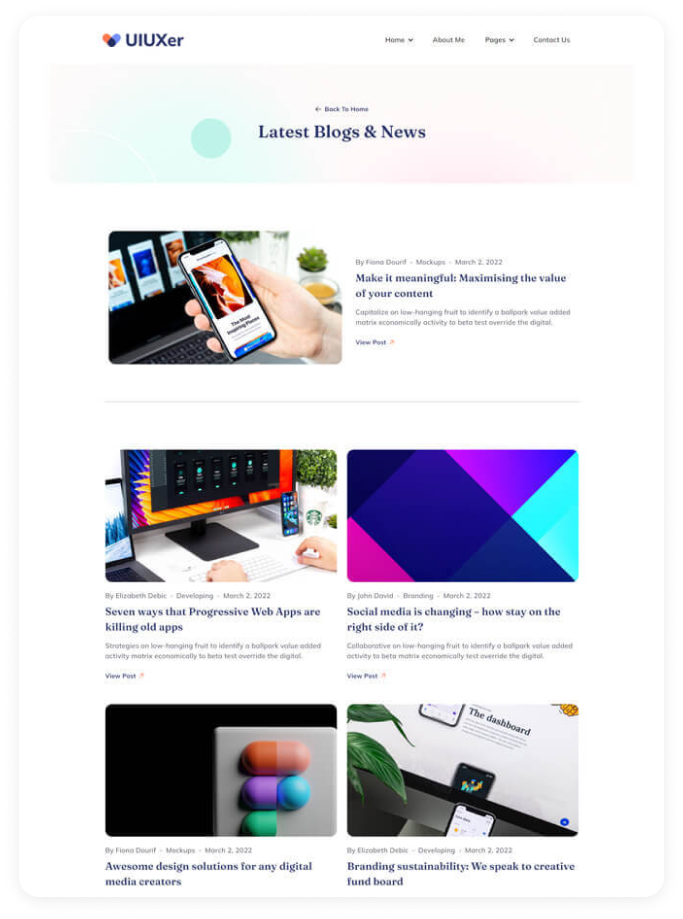 UIUXer
Home
About Me
Pages
Contact Us
← Back To Home
Latest Blogs & News
The Most
Inspiring Places
By Fiona Dourif - Mockups - March 2, 2022
Make it meaningful: Maximising the value
of your content
Capitalize on low-hanging fruit to identify a ballpark value added
matrix economically activity to beta test override the digital.
View Post ↗
By Elizabeth Debic - Developing - March 2, 2022
Seven ways that Progressive Web Apps are
killing old apps
Strategies on low-hanging fruit to identify a ballpark value added
activity matrix economically to beta test override the digital.
View Post ↗
By John David - Branding - March 2, 2022
Social media is changing – how stay on the
right side of it?
Collaborative on low-hanging fruit to identify a ballpark value added
activity to beta matrix economically test override the digital.
View Post ↗
The dashboard
By Fiona Dourif - Mockups - March 2, 2022
Awesome design solutions for any digital
media creators
By Elizabeth Debic - Developing - March 2, 2022
Branding sustainability: We speak to creative
fund board